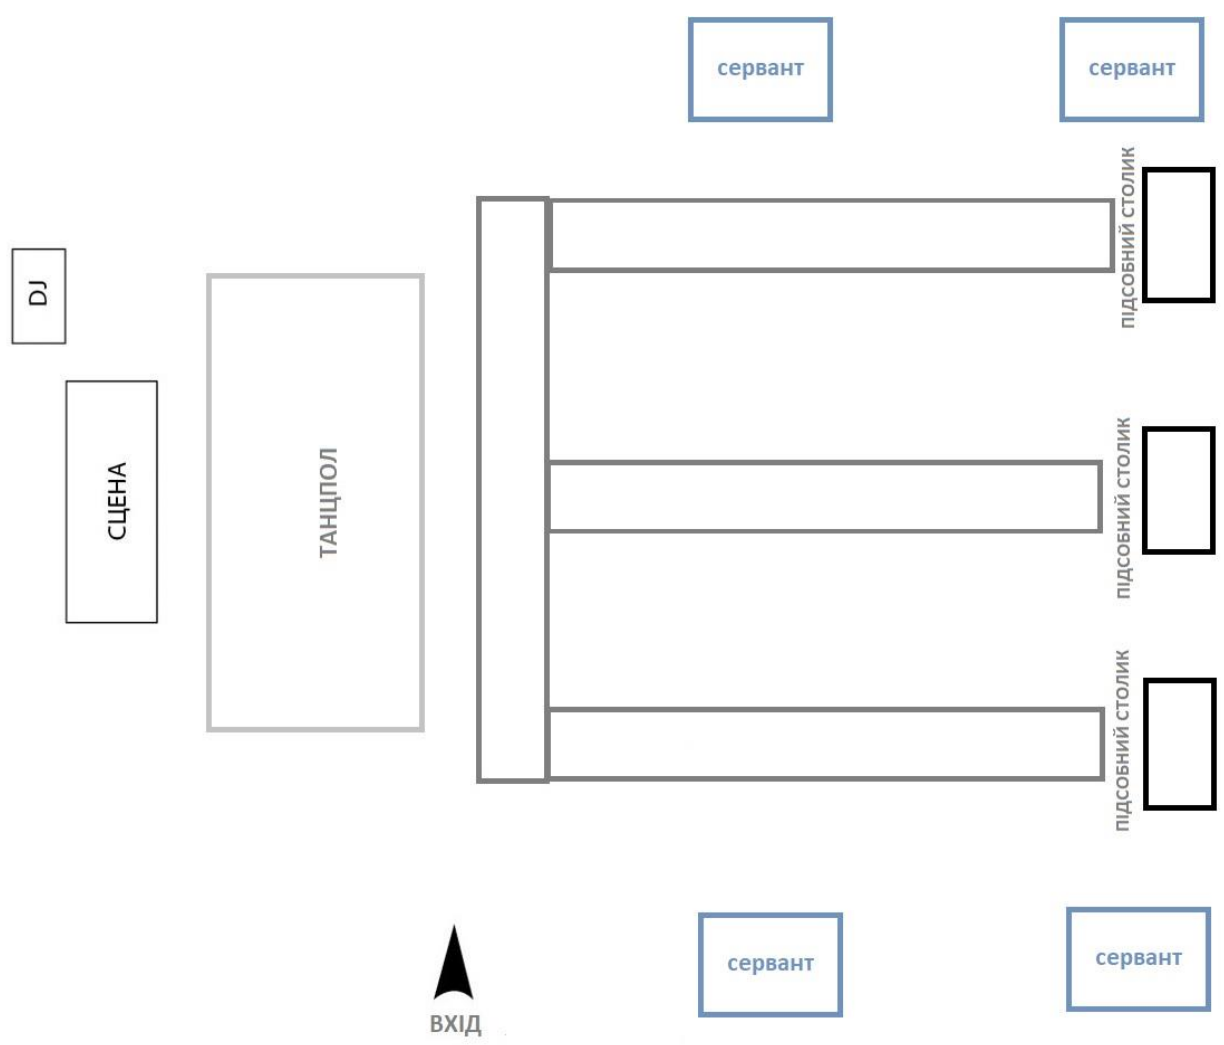 сервант
сервант
ПІДСОБНИЙ СТОЛИК
DJ
СЦЕНА
ТАНЦПОЛ
ПІДСОБНИЙ СТОЛИК
ПІДСОБНИЙ СТОЛИК
сервант
сервант
ВХІД